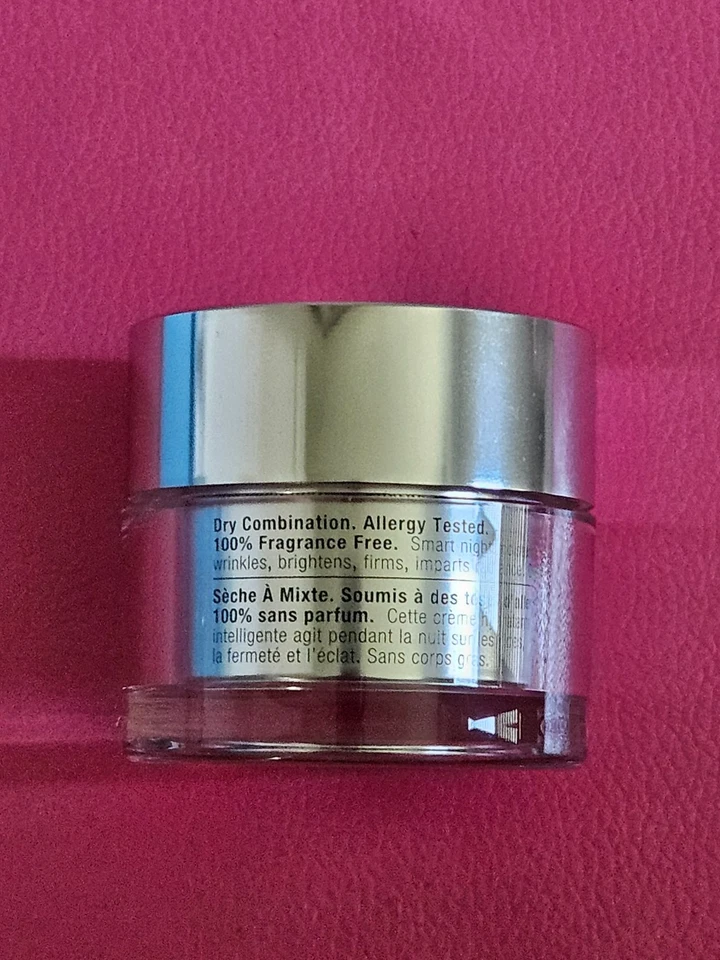 Dry Combination. Allergy Tested.
100% Fragrance Free. Smart night
wrinkles, brightens, firms, imparts
Sèche À Mixte. Soumis à des
100% sans parfum. Cette crème
intelligente agit pendant la nuit sur les
la fermeté et l'éclat. Sans corps gras.